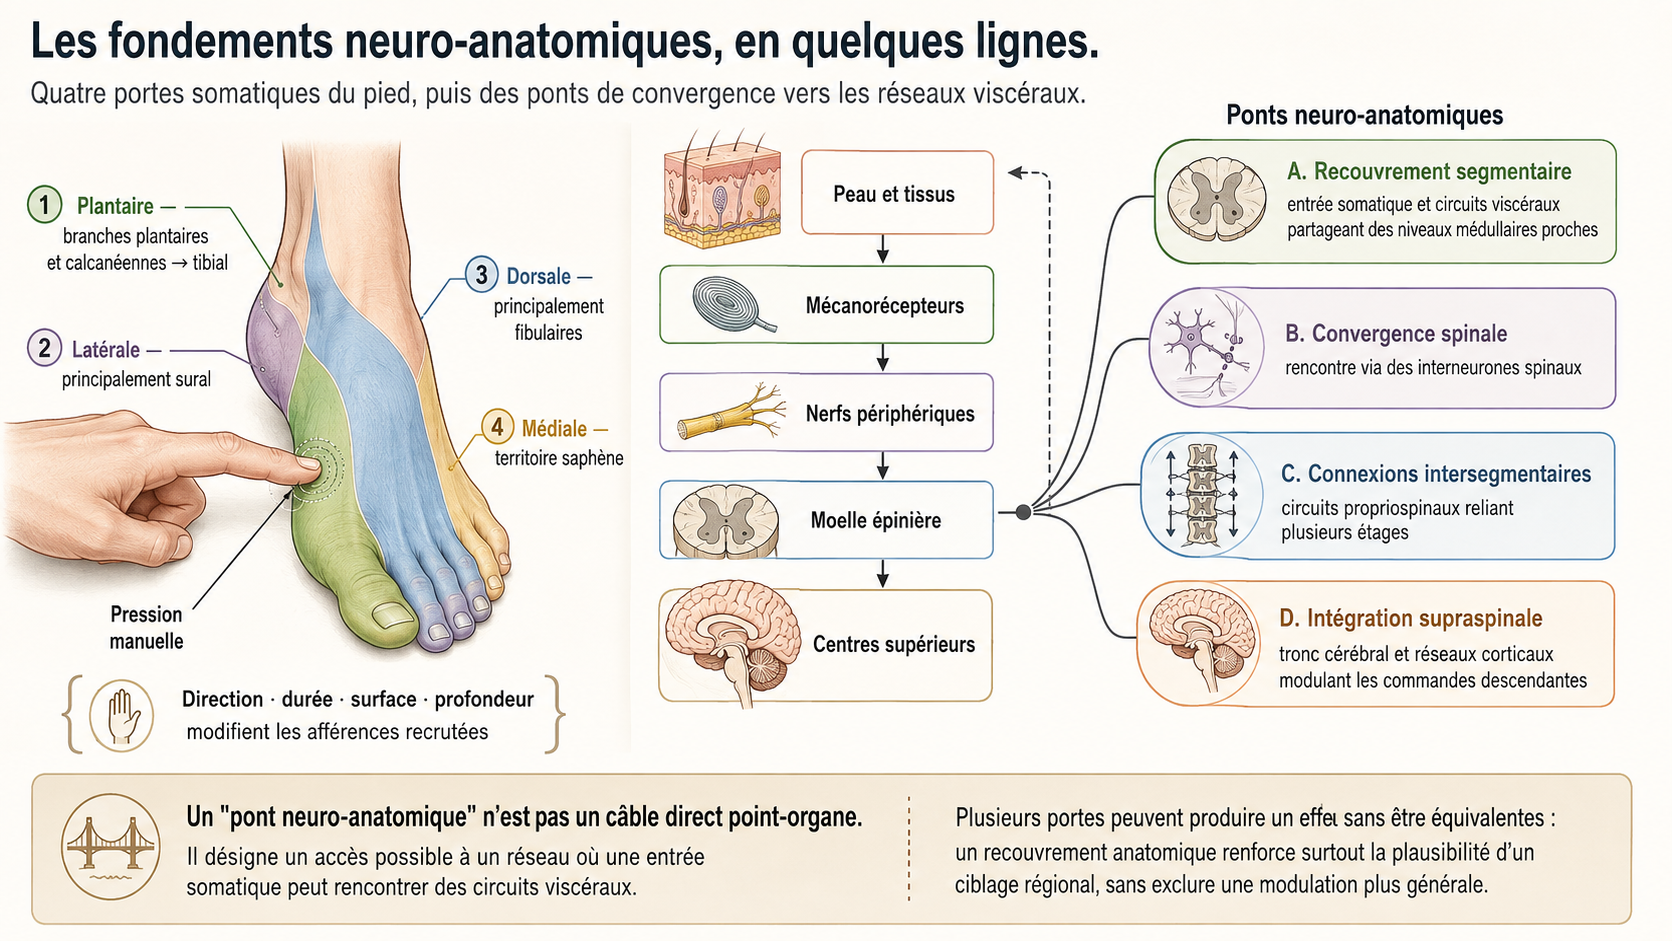 Les fondements neuro-anatomiques, en quelques lignes.
Quatre portes somatiques du pied, puis des ponts de convergence vers les réseaux viscéraux.
1 Plantaire —
branches plantaires
et calcanéennes → tibial
2 Latérale —
principalement sural
3 Dorsale —
principalement
fibulaires
4 Médiale —
territoire saphène
Pression
manuelle
Direction · durée · surface · profondeur
modifient les afférences recrutées
Peau et tissus
Mécanorécepteurs
Nerfs périphériques
Moelle épinière
Centres supérieurs
Ponts neuro-anatomiques
A. Recouvrement segmentaire
entrée somatique et circuits viscéraux
partageant des niveaux médullaires proches
B. Convergence spinale
rencontre via des interneurones spinaux
C. Connexions intersegmentaires
circuits propriospinaux reliant
plusieurs étages
D. Intégration supraspinale
tronc cérébral et réseaux corticaux
modulant les commandes descendantes
Un "pont neuro-anatomique" n'est pas un câble direct point-organe.
Il désigne un accès possible à un réseau où une entrée
somatique peut rencontrer des circuits viscéraux.
Plusieurs portes peuvent produire un sans être équivalentes :
un recouvrement anatomique renforce surtout la plausibilité d'un
ciblage régional, sans exclure une modulation plus générale.